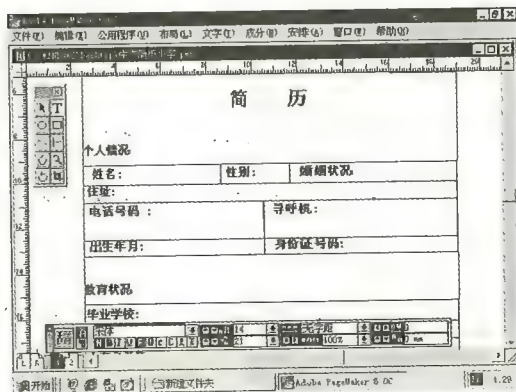 文件(F) 编辑(E) 公用程序(U) 布局(L) 文字(T) 成分(E) 安排(A) 窗口(W) 帮助(H)
简 历
个人情况
姓名： 性别： 婚姻状况
住址：
电话号码 ： 寻呼机：
出生年月： 身份证号码：
教育状况
毕业学校：
宋体 14 无字距
N B I U 21 100%
开始 新建文件夹 Adobe PageMaker 6.0C 4:29